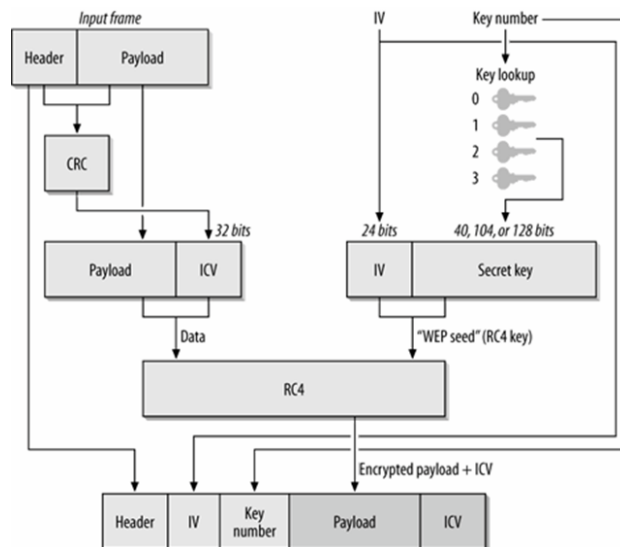 Input frame
IV
Key number
Header
Payload
Key lookup
0
1
2
3
CRC
32 bits
24 bits
40, 104, or 128 bits
Payload
ICV
IV
Secret key
Data
“WEP seed” (RC4 key)
RC4
Encrypted payload + ICV
Header
IV
Key
number
Payload
ICV